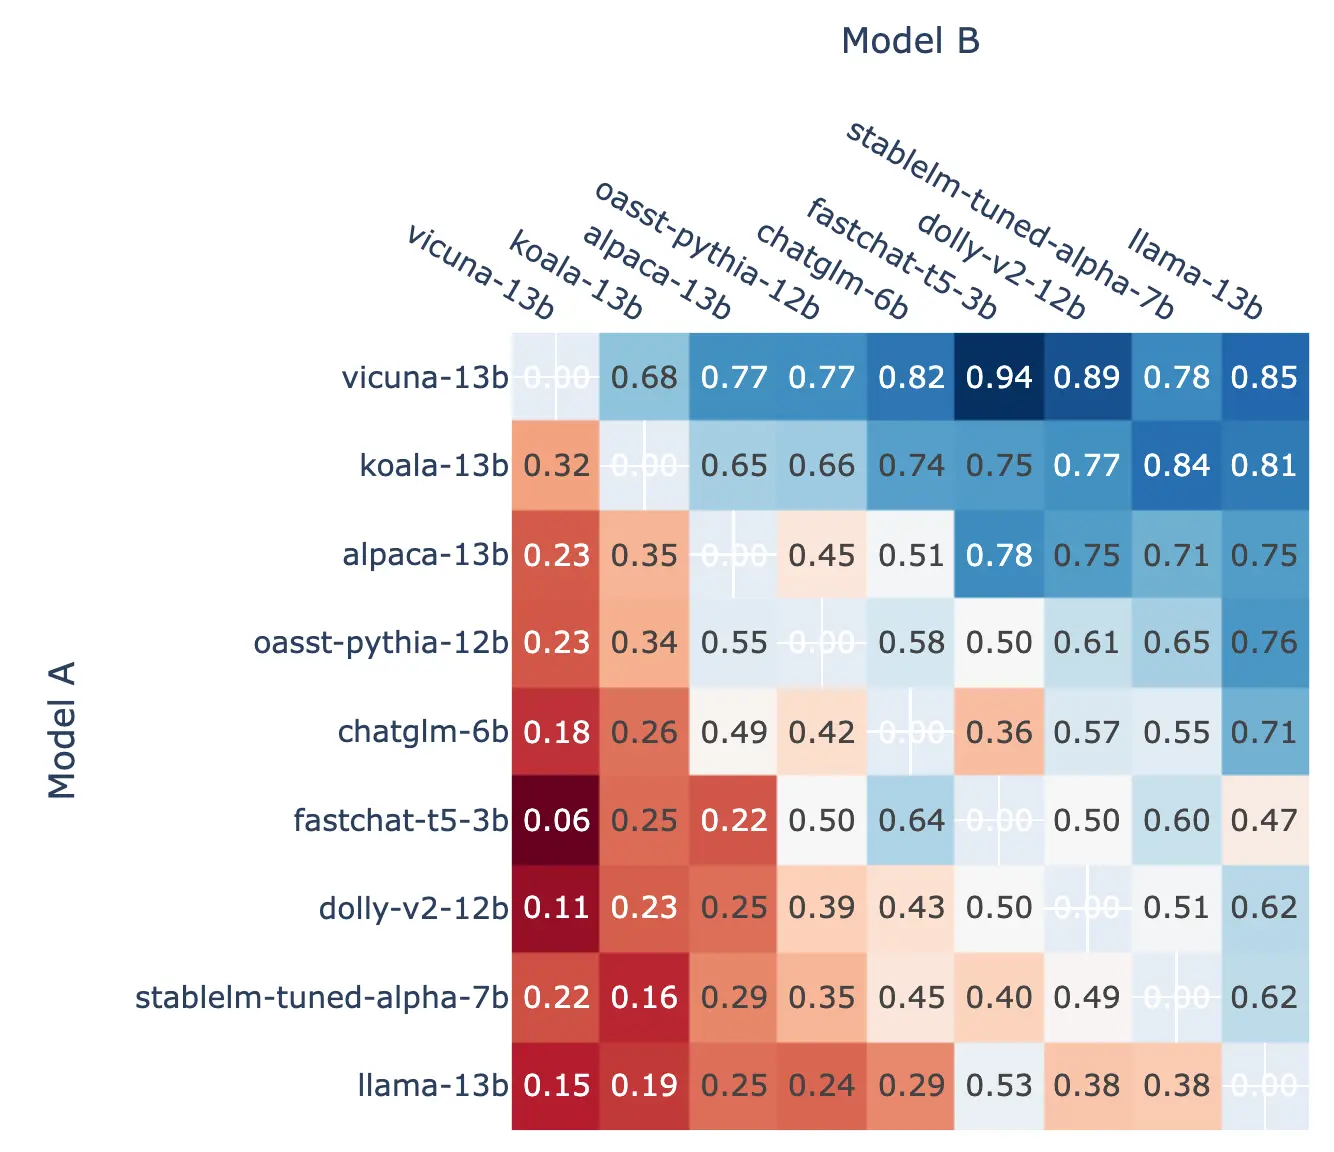 Model B
vicuna-13b
koala-13b
alpaca-13b
oasst-pythia-12b
chatglm-6b
fastchat-t5-3b
dolly-v2-12b
stablelm-tuned-alpha-7b
llama-13b
Model A
vicuna-13b 0.00 0.68 0.77 0.77 0.82 0.94 0.89 0.78 0.85
koala-13b 0.32 0.00 0.65 0.66 0.74 0.75 0.77 0.84 0.81
alpaca-13b 0.23 0.35 0.00 0.45 0.51 0.78 0.75 0.71 0.75
oasst-pythia-12b 0.23 0.34 0.55 0.00 0.58 0.50 0.61 0.65 0.76
chatglm-6b 0.18 0.26 0.49 0.42 0.00 0.36 0.57 0.55 0.71
fastchat-t5-3b 0.06 0.25 0.22 0.50 0.64 0.00 0.50 0.60 0.47
dolly-v2-12b 0.11 0.23 0.25 0.39 0.43 0.50 0.00 0.51 0.62
stablelm-tuned-alpha-7b 0.22 0.16 0.29 0.35 0.45 0.40 0.49 0.00 0.62
llama-13b 0.15 0.19 0.25 0.24 0.29 0.53 0.38 0.38 0.00